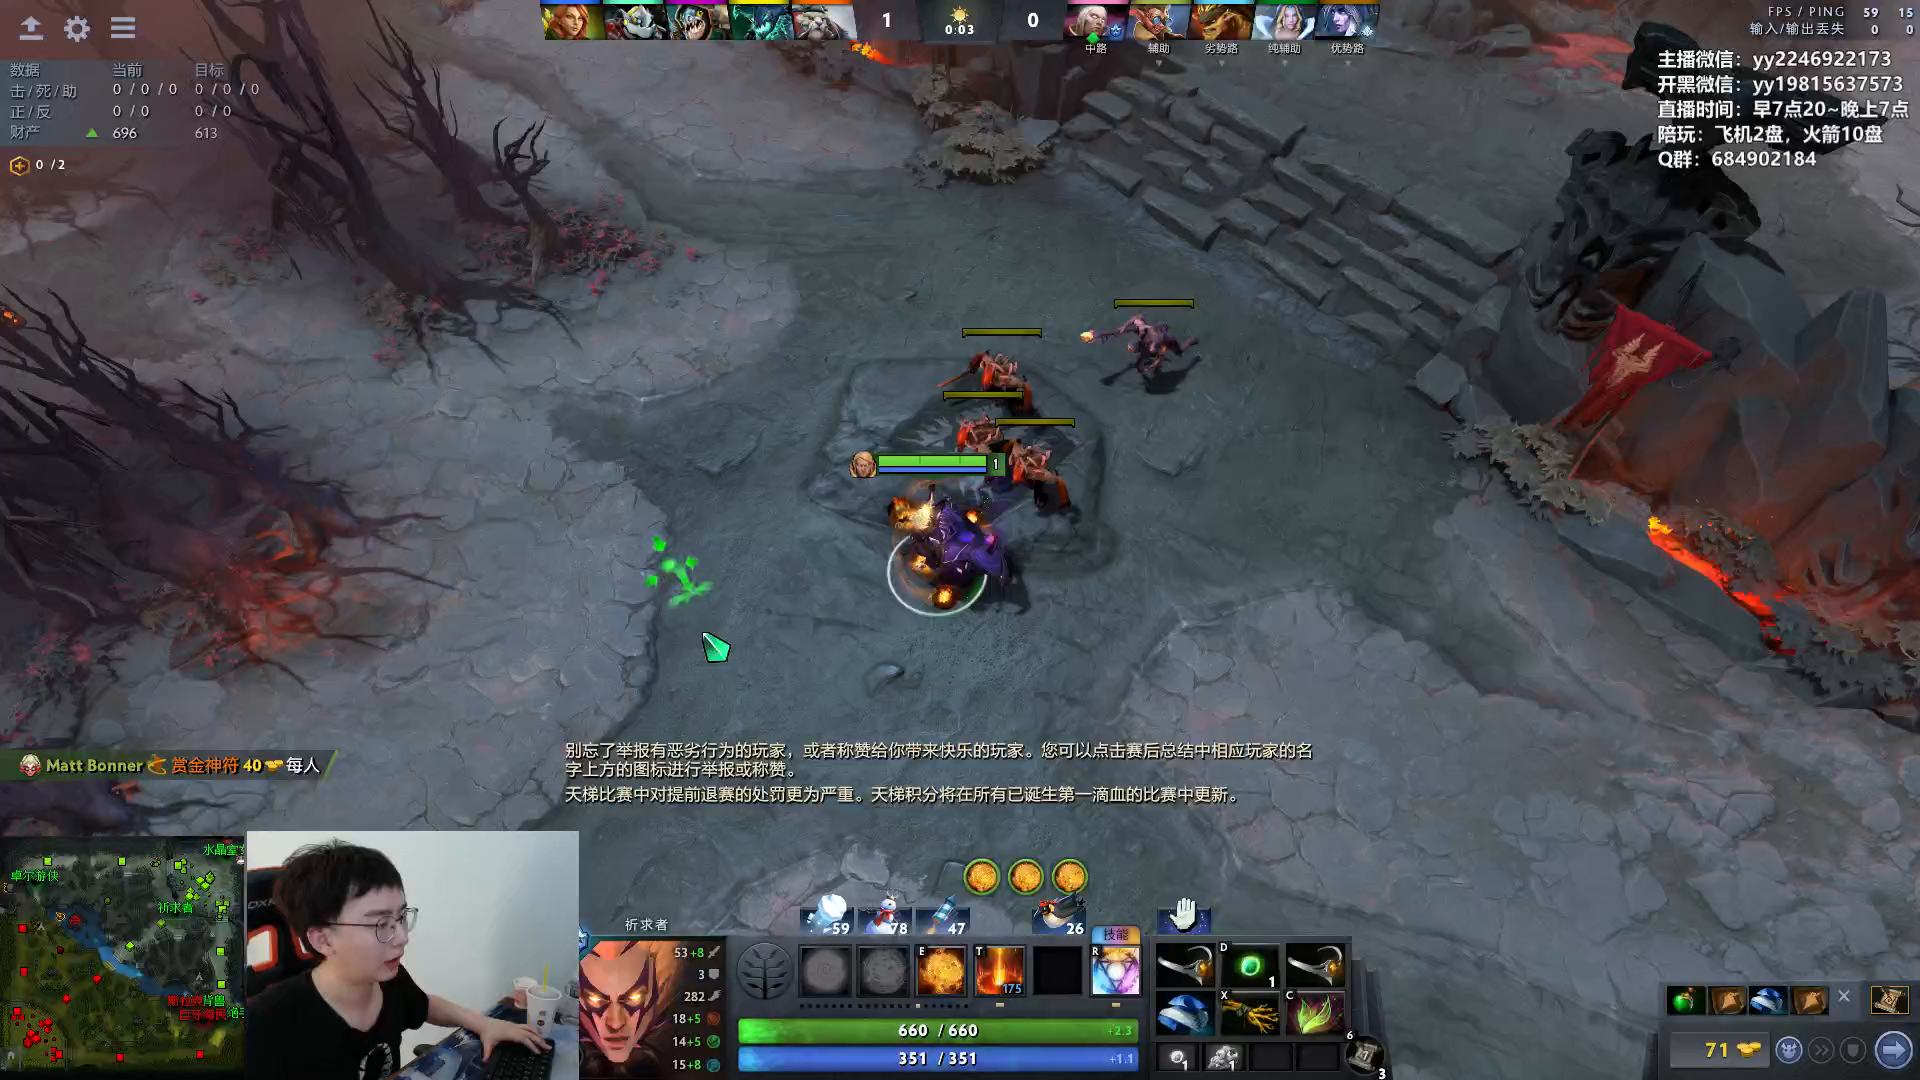 1
0:03
0
中路
辅助
劣势路
纯辅助
优势路
FPS / PING 59 15
输入/输出丢失 0 0
主播微信：yy2246922173
开黑微信：yy19815637573
直播时间：早7点20~晚上7点
陪玩：飞机2盘，火箭10盘
Q群：684902184
数据 当前 目标
击/死/助 0 / 0 / 0 0 / 0 / 0
正/反 0 / 0 0 / 0
财产 696 613
0 /2
1
Matt Bonner 赏金神符 40 每人
别忘了举报有恶劣行为的玩家，或者称赞给你带来快乐的玩家。您可以点击赛后总结中相应玩家的名
字上方的图标进行举报或称赞。
天梯比赛中对提前退赛的处罚更为严重。天梯积分将在所有已诞生第一滴血的比赛中更新。
卓尔游侠
祈求者
祈求者
59
78
47
26
技能
53 +8
3
282
18+5
14+5
15+8
E
T
175
R
D
1
X
C
660 / 660
+2.3
351 / 351
+1.1
1
1
6
3
71